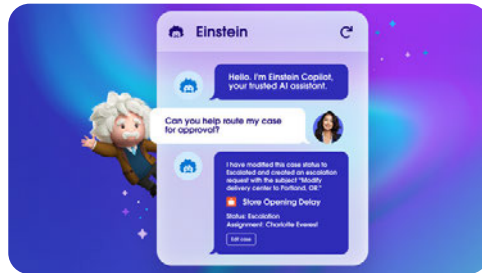 Einstein
Hello. I'm Einstein Copilot,
your trusted AI assistant.
Can you help route my case
for approval?
I have modified this case status to
Escalated and created an escalation
request with the subject "Modify
delivery center to Portland, OR."
Store Opening Delay
Status: Escalation
Assignment: Charlotte Everest
Edit case